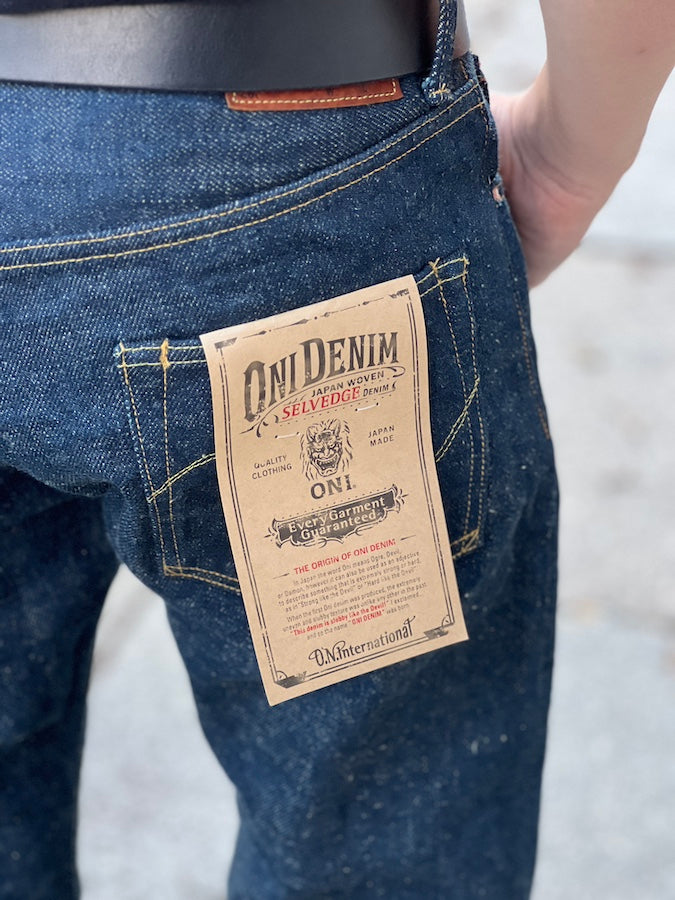 ONI DENIM
JAPAN WOVEN
SELVEDGE DENIM
QUALITY
CLOTHING
JAPAN
MADE
ONI.
Every Garment
Guaranteed
THE ORIGIN OF ONI DENIM
In Japan the word Oni means Ogre, Devil,
or Damon, however it can also be used as an adjective
to describe something that is extremely strong or hard,
as in "Strong like the Devil" or "Hard like the Devil".
When the first Oni denim was produced, the extremely
uneven and slubby texture was unlike any other in the past.
"This denim is slubby like the Devil!" I exclaimed...
and so the name "ONI DENIM" was born.
O.N.International